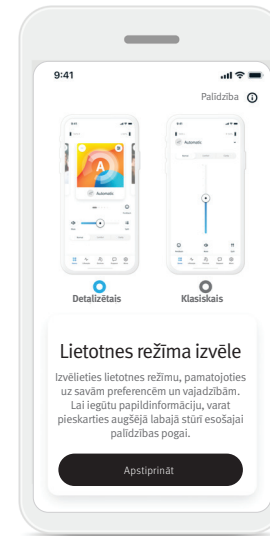 9:41
Palīdzība
Automatic
A
Automatic
Detalizētais
Klasiskais
Lietotnes režīma izvēle
Izvēlieties lietotnes režīmu, pamatojoties
uz savām preferencēm un vajadzībām.
Lai iegūtu papildinformāciju, varat
pieskarties augšējā labajā stūrī esošajai
palīdzības pogai.
Apstiprināt